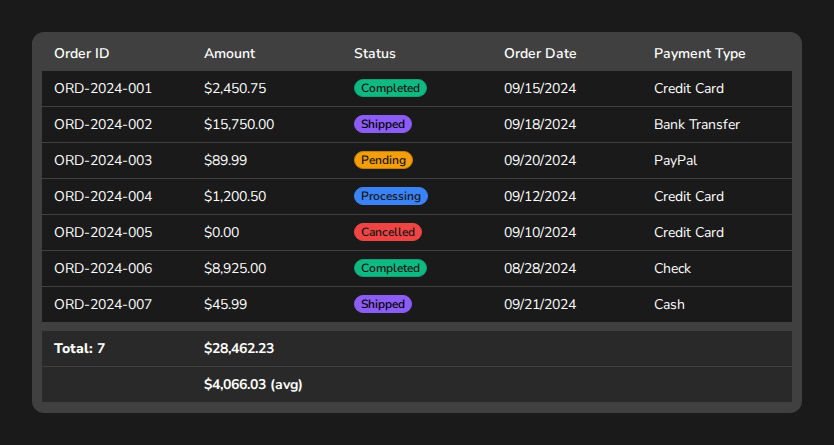 Order ID Amount Status Order Date Payment Type
ORD-2024-001 $2,450.75 Completed 09/15/2024 Credit Card
ORD-2024-002 $15,750.00 Shipped 09/18/2024 Bank Transfer
ORD-2024-003 $89.99 Pending 09/20/2024 PayPal
ORD-2024-004 $1,200.50 Processing 09/12/2024 Credit Card
ORD-2024-005 $0.00 Cancelled 09/10/2024 Credit Card
ORD-2024-006 $8,925.00 Completed 08/28/2024 Check
ORD-2024-007 $45.99 Shipped 09/21/2024 Cash
Total: 7 $28,462.23
$4,066.03 (avg)